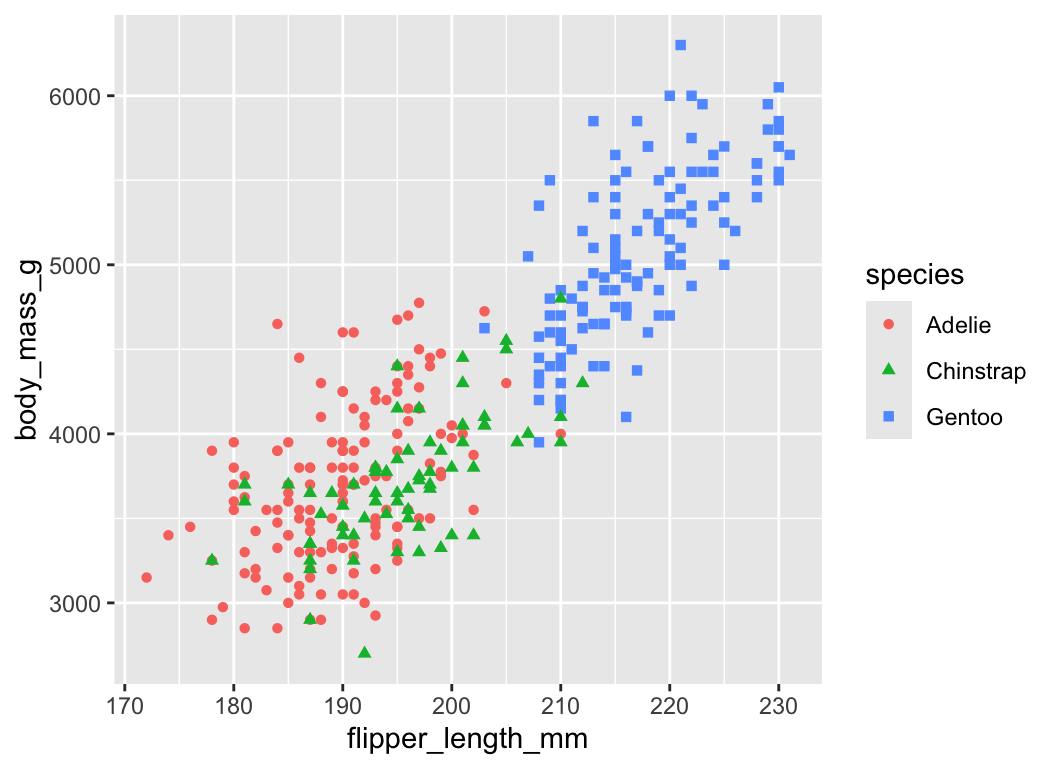 6000
5000
4000
3000
body_mass_g
170 180 190 200 210 220 230
flipper_length_mm
species
Adelie
Chinstrap
Gentoo